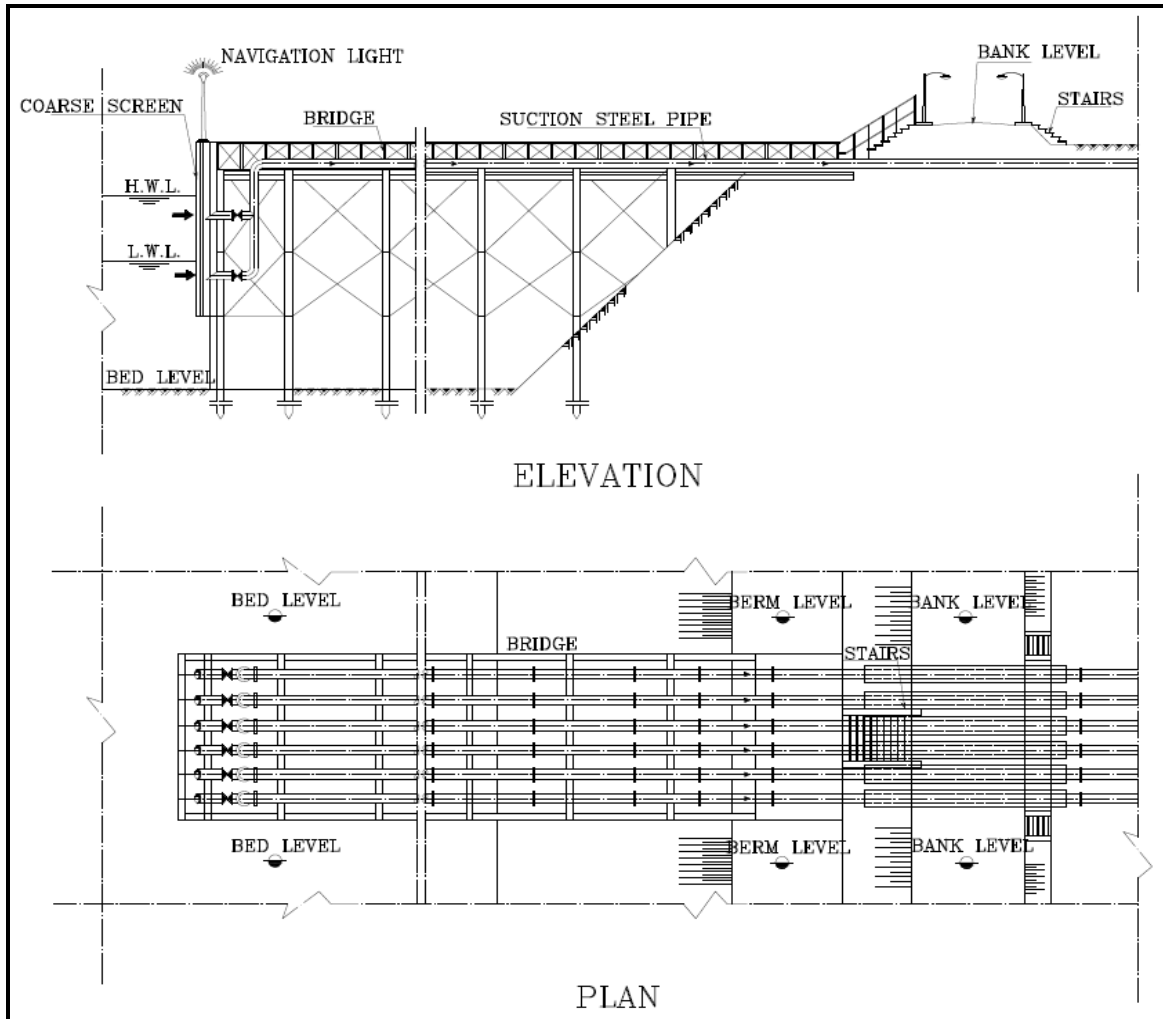 NAVIGATION LIGHT
BANK LEVEL
COARSE SCREEN
STAIRS
BRIDGE
SUCTION STEEL PIPE
H.W.L.
L.W.L.
BED LEVEL
ELEVATION
BED LEVEL
BERM LEVEL
BANK LEVEL
BRIDGE
STAIRS
BED LEVEL
BERM LEVEL
BANK LEVEL
PLAN